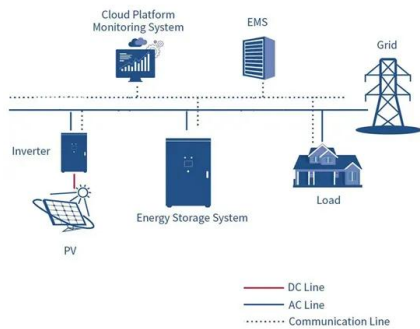 Cloud Platform
Monitoring System
EMS
Grid
Inverter
Energy Storage System
Load
PV
DC Line
AC Line
Communication Line